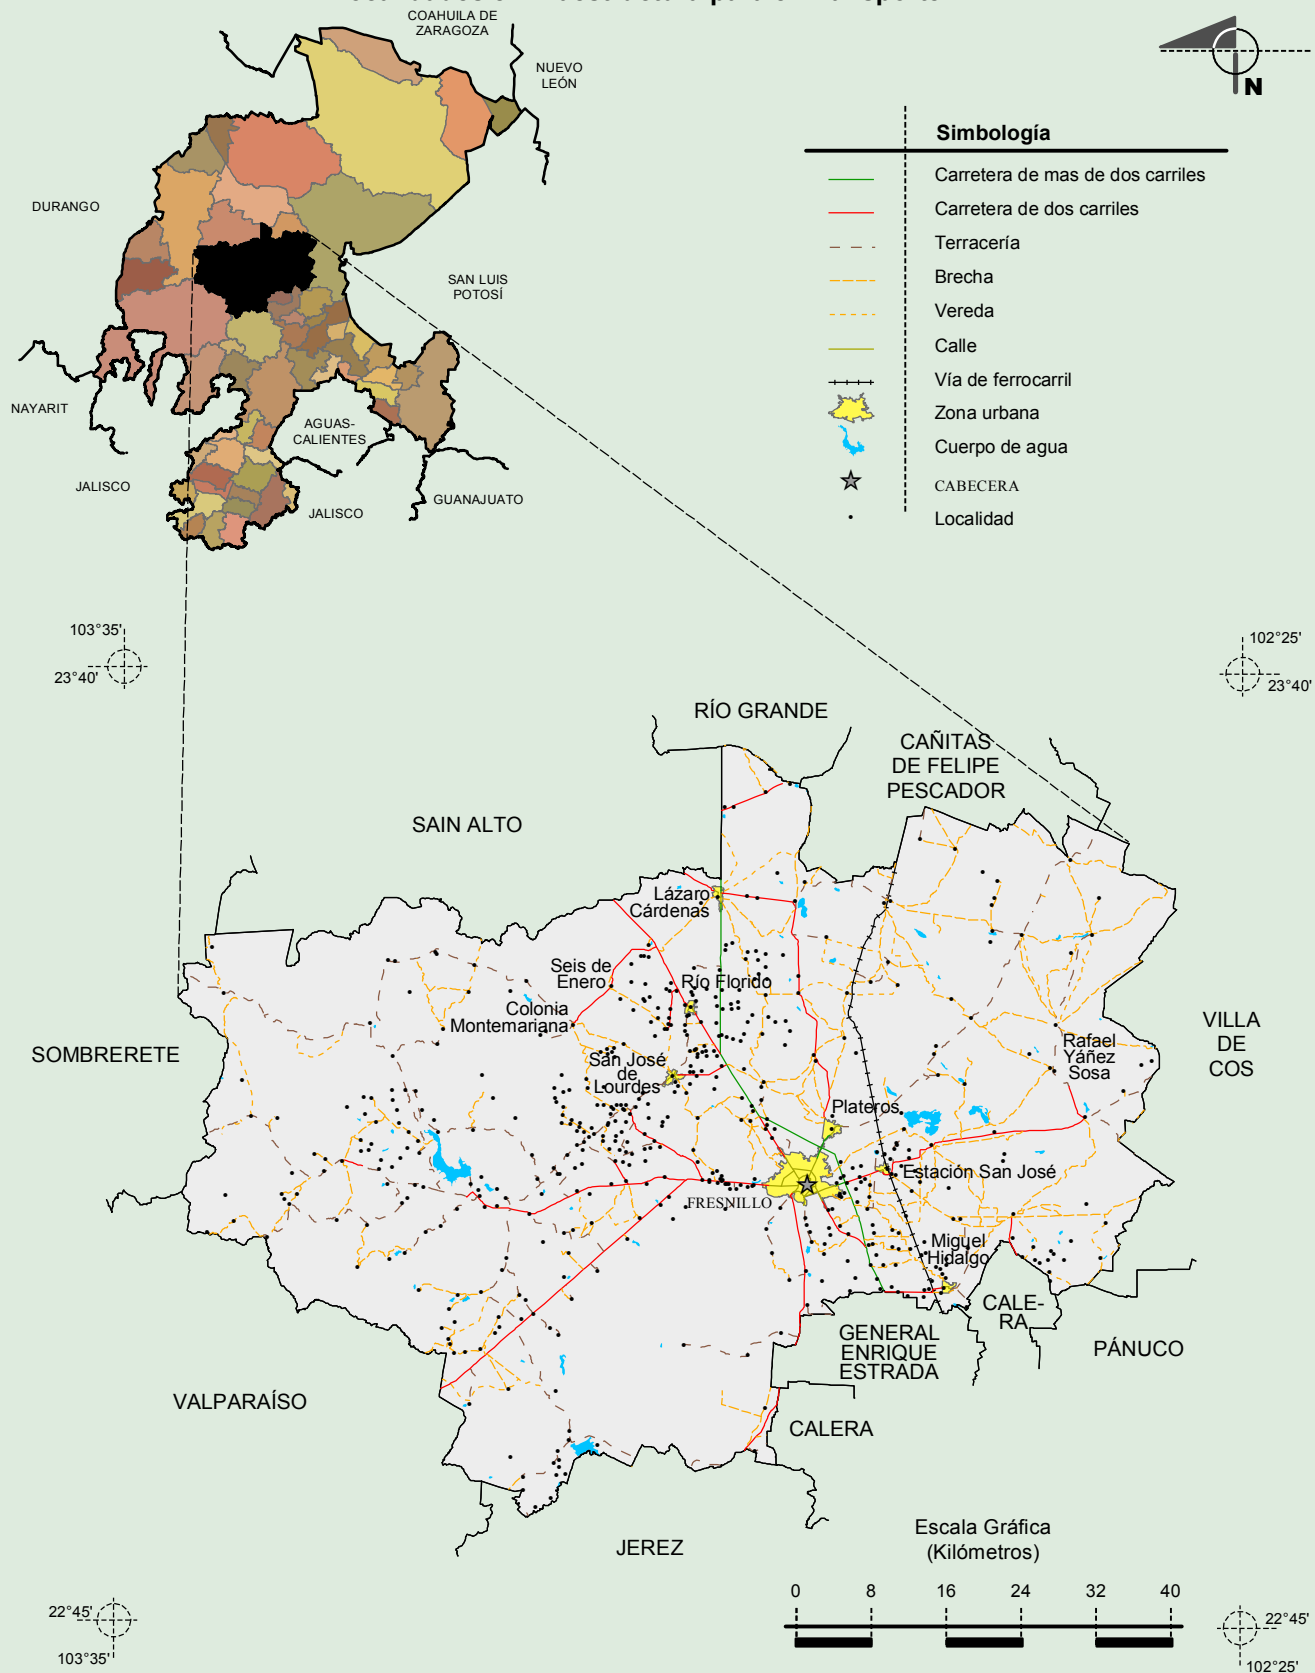 COAHUILA DE
ZARAGOZA
NUEVO
LEÓN
DURANGO
SAN LUIS
POTOSÍ
NAYARIT
AGUAS-
CALIENTES
JALISCO
JALISCO
GUANAJUATO
N
Simbología
Carretera de mas de dos carriles
Carretera de dos carriles
Terracería
Brecha
Vereda
Calle
Vía de ferrocarril
Zona urbana
Cuerpo de agua
CABECERA
Localidad
103°35'
23°40'
102°25'
23°40'
RÍO GRANDE
CAÑITAS
DE FELIPE
PESCADOR
SAIN ALTO
Lázaro
Cárdenas
Seis de
Enero
Río Florido
Colonia
Montemariana
SOMBRERETE
San José
de
Lourdes
Rafael
Yáñez
Sosa
VILLA
DE
COS
Plateros
Estación San José
FRESNILLO
Miguel
Hidalgo
CALE-
RA
GENERAL
ENRIQUE
ESTRADA
PÁNUCO
VALPARAÍSO
CALERA
JEREZ
Escala Gráfica
(Kilómetros)
0 8 16 24 32 40
22°45'
103°35'
22°45'
102°25'